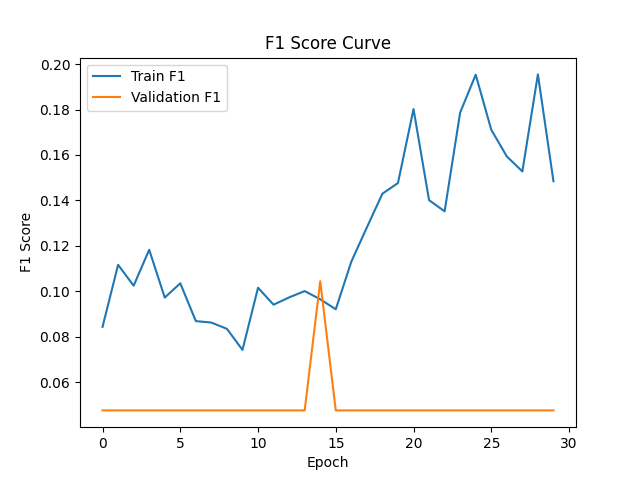 F1 Score Curve
Train F1
Validation F1
F1 Score
0.20
0.18
0.16
0.14
0.12
0.10
0.08
0.06
0 5 10 15 20 25 30
Epoch